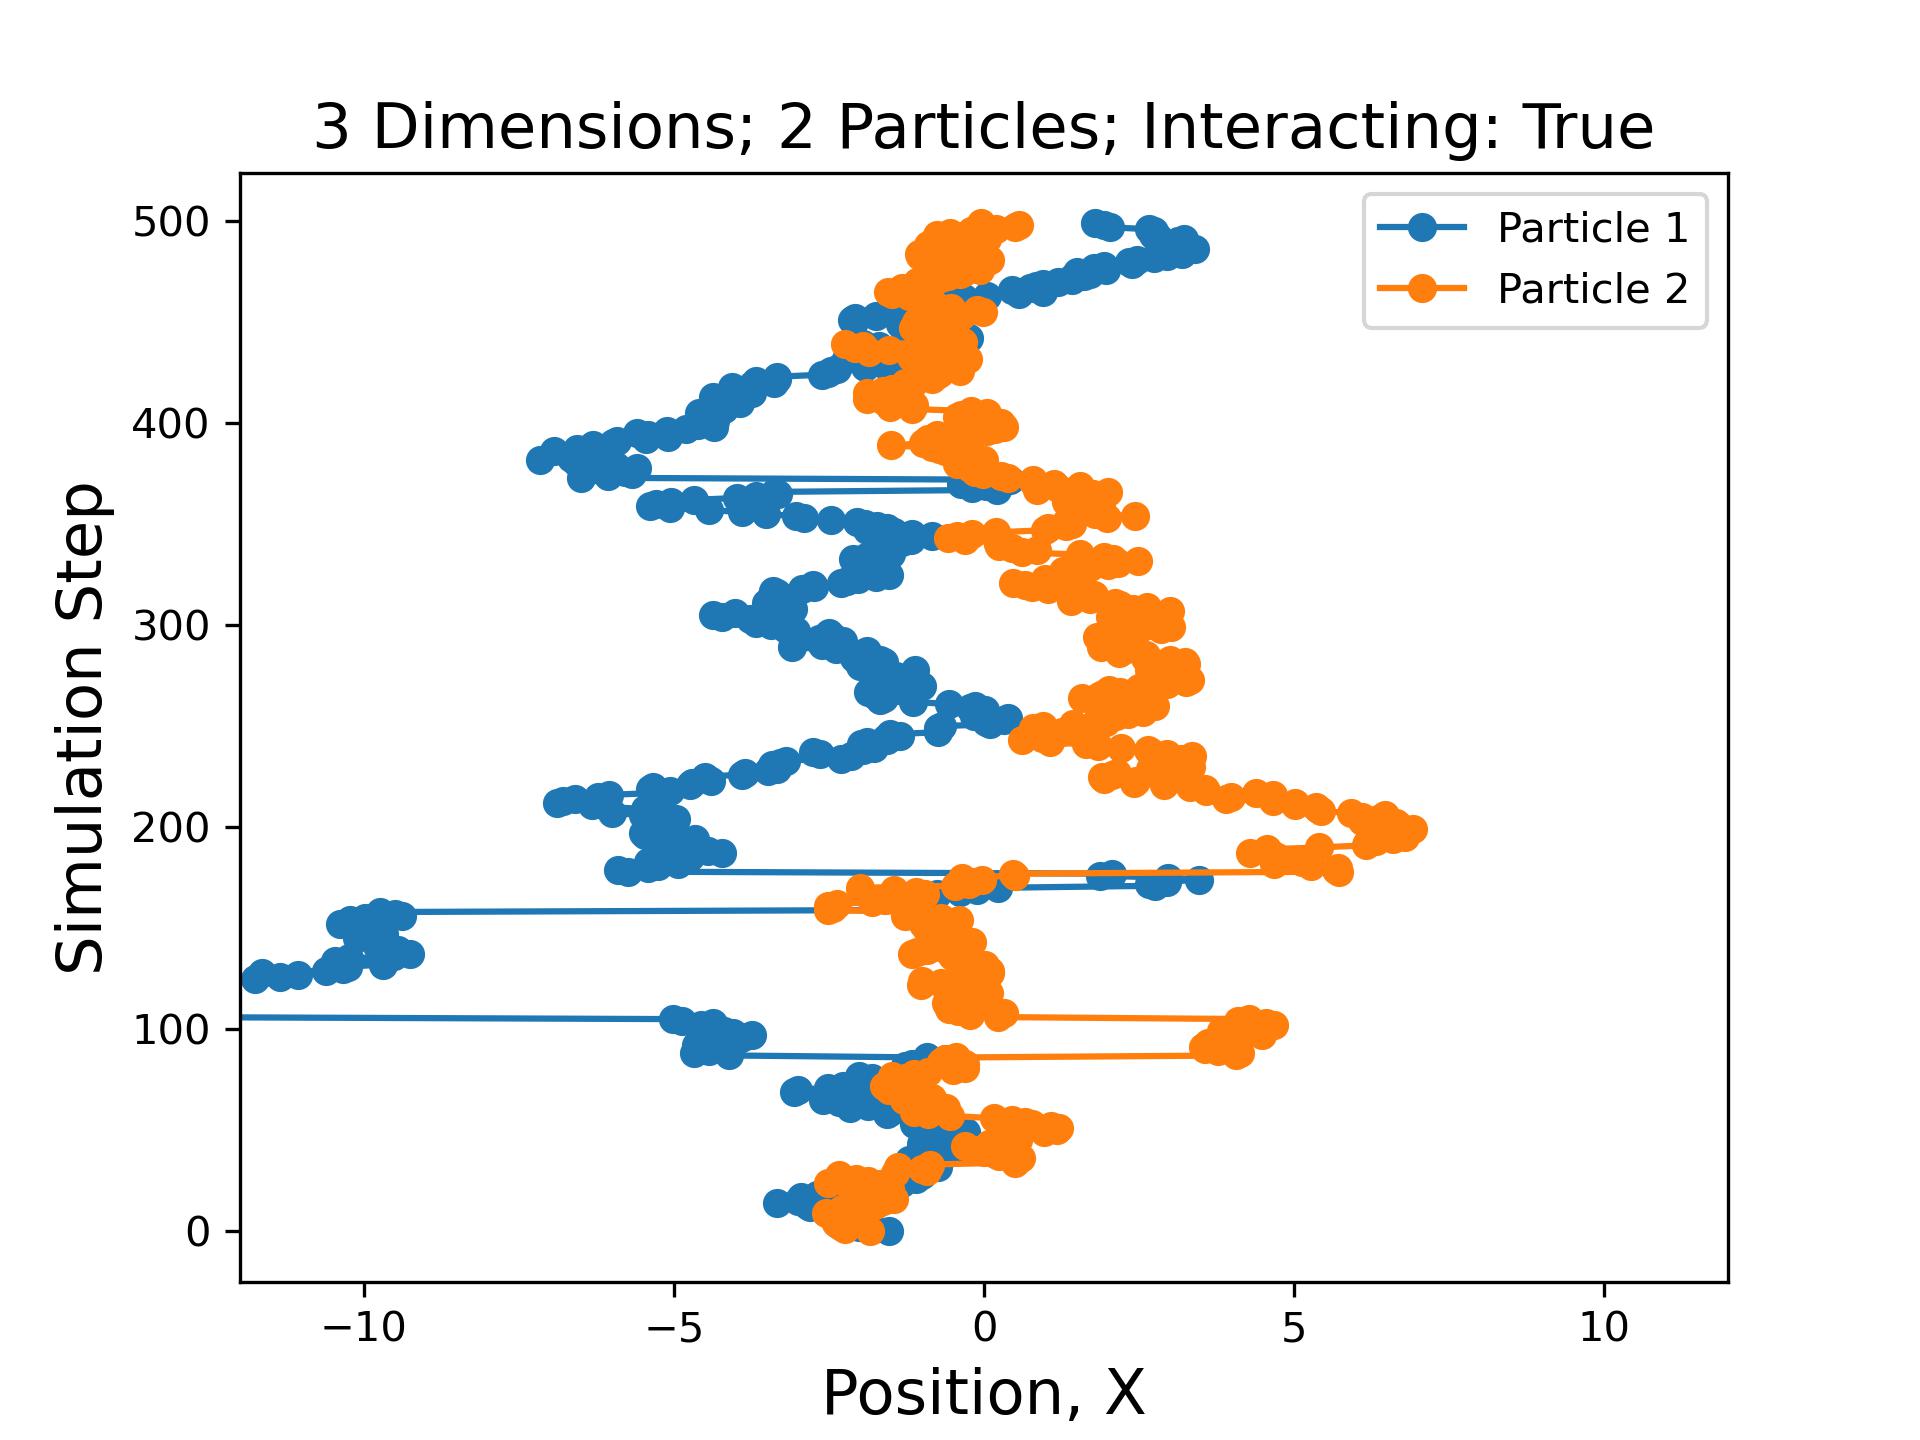 3 Dimensions; 2 Particles; Interacting: True
Particle 1
Particle 2
500
400
300
200
100
0
Simulation Step
−10
−5
0
5
10
Position, X